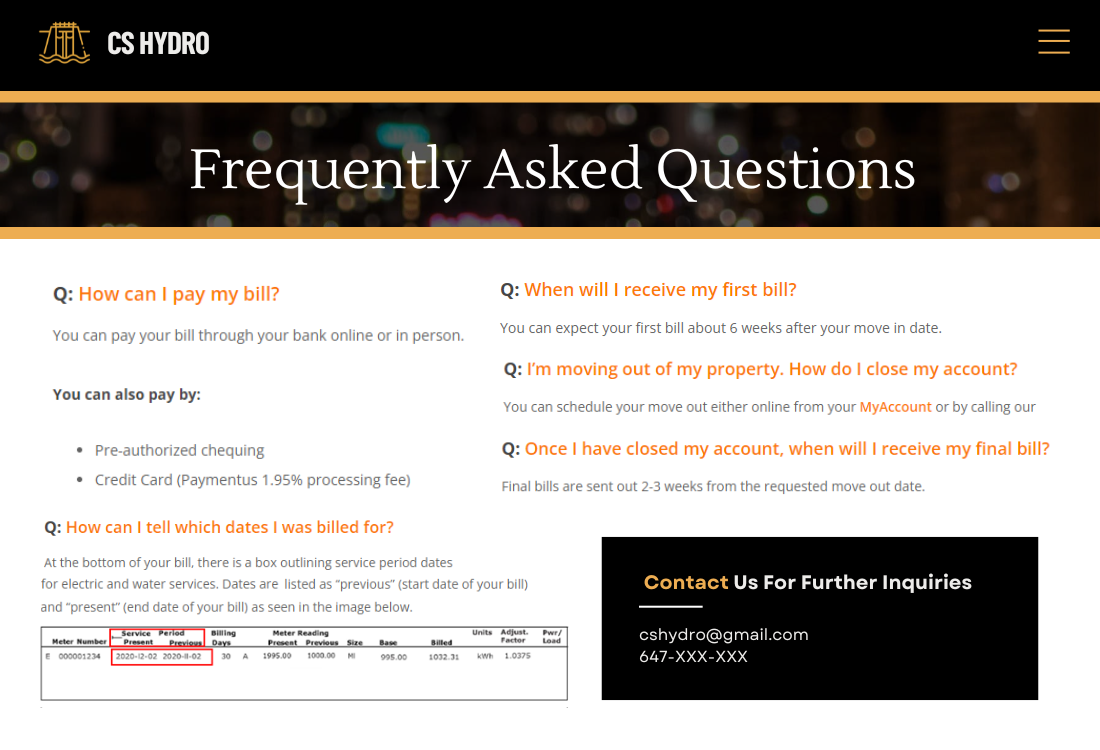 CS HYDRO
Frequently Asked Questions
Q: How can I pay my bill?
You can pay your bill through your bank online or in person.
You can also pay by:
• Pre-authorized chequing
• Credit Card (Paymentus 1.95% processing fee)
Q: How can I tell which dates I was billed for?
At the bottom of your bill, there is a box outlining service period dates
for electric and water services. Dates are listed as “previous” (start date of your bill)
and “present” (end date of your bill) as seen in the image below.
Service Period Billing Meter Reading Units Adjust. Pwr/
Meter Number Present Previous Days Present Previous Size Base Billed Factor Load
E 000001234 2020-12-02 2020-11-02 30 A 1995.00 1000.00 MI 995.00 1032.31 kWh 1.0375
Q: When will I receive my first bill?
You can expect your first bill about 6 weeks after your move in date.
Q: I’m moving out of my property. How do I close my account?
You can schedule your move out either online from your MyAccount or by calling our
Q: Once I have closed my account, when will I receive my final bill?
Final bills are sent out 2-3 weeks from the requested move out date.
Contact Us For Further Inquiries
cshydro@gmail.com
647-XXX-XXX